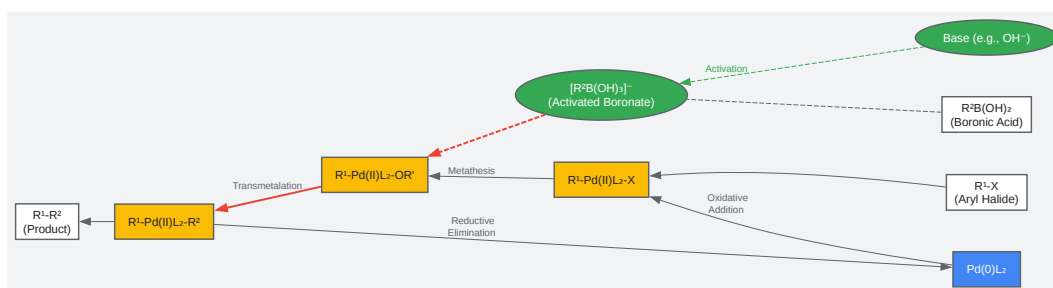 Base (e.g., OH⁻)
Activation
[R²B(OH)₃]⁻
(Activated Boronate)
R²B(OH)₂
(Boronic Acid)
R¹-Pd(II)L₂-OR'
Metathesis
R¹-Pd(II)L₂-X
Transmetalation
R¹-X
(Aryl Halide)
Oxidative
Addition
R¹-R²
(Product)
R¹-Pd(II)L₂-R²
Reductive
Elimination
Pd(0)L₂